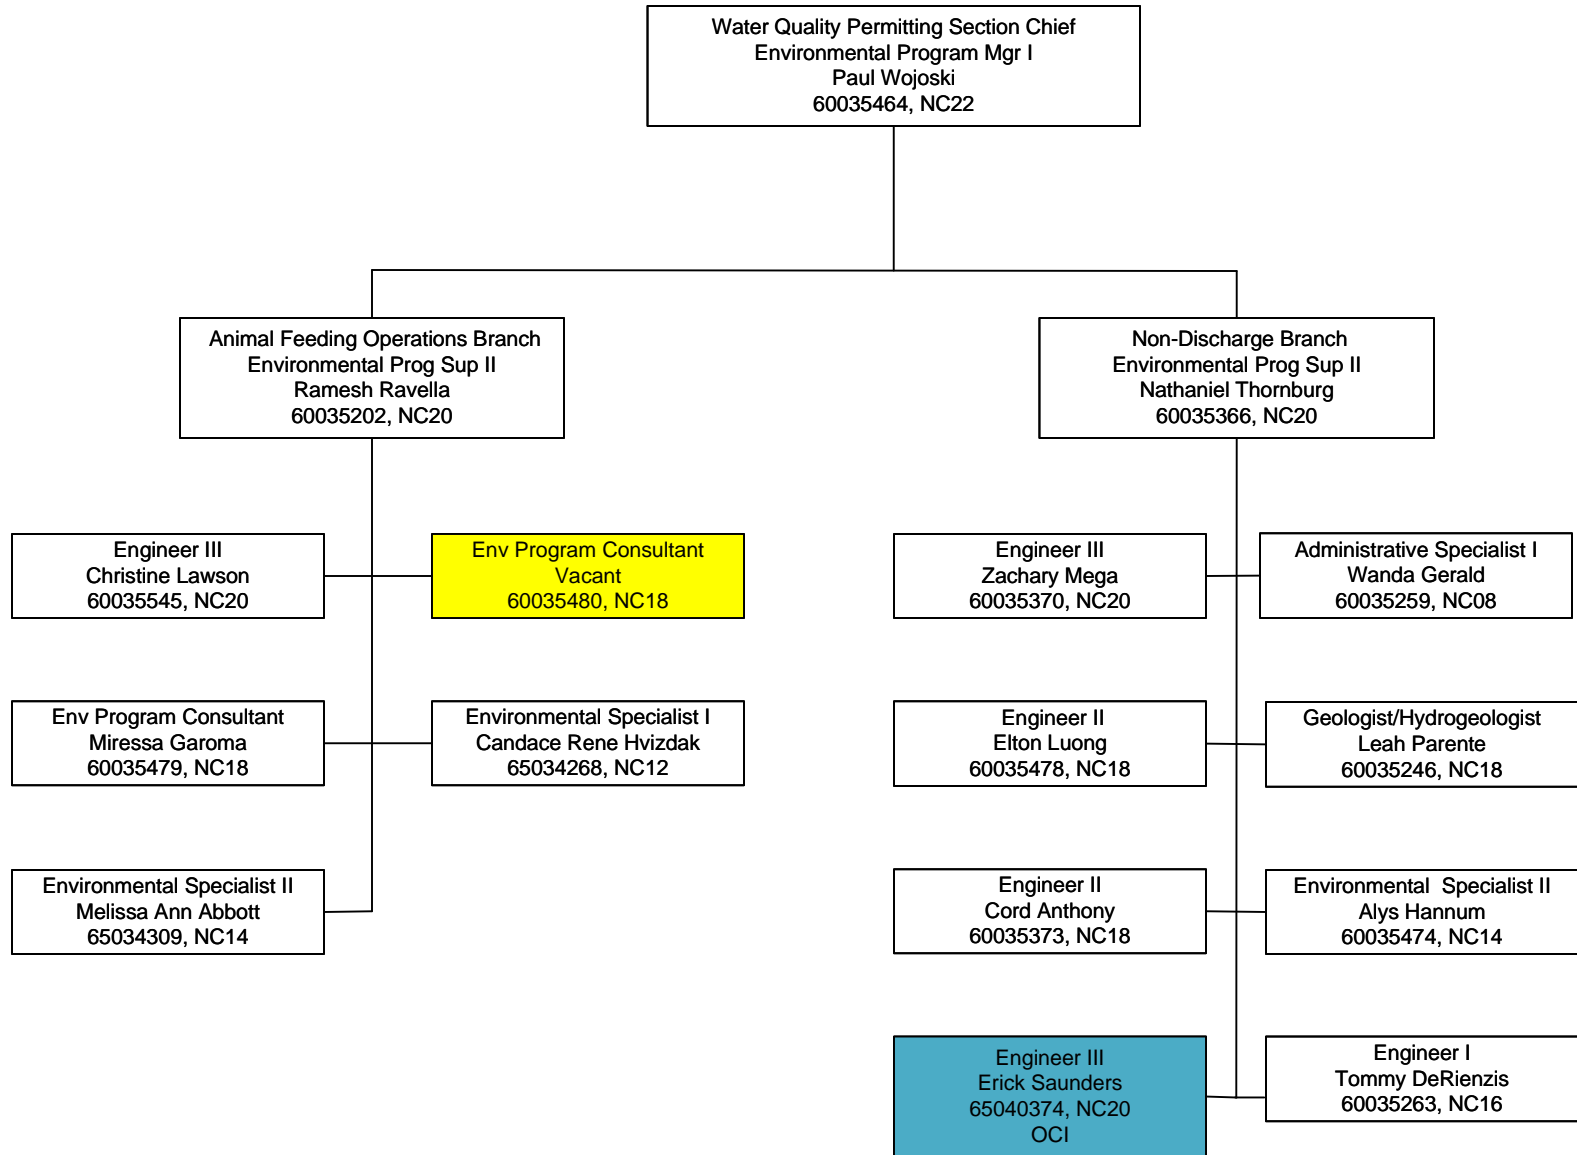 Water Quality Permitting Section Chief
Environmental Program Mgr I
Paul Wojoski
60035464, NC22
Animal Feeding Operations Branch
Environmental Prog Sup II
Ramesh Ravella
60035202, NC20
Non-Discharge Branch
Environmental Prog Sup II
Nathaniel Thornburg
60035366, NC20
Engineer III
Christine Lawson
60035545, NC20
Env Program Consultant
Vacant
60035480, NC18
Engineer III
Zachary Mega
60035370, NC20
Administrative Specialist I
Wanda Gerald
60035259, NC08
Env Program Consultant
Miressa Garoma
60035479, NC18
Environmental Specialist I
Candace Rene Hvizdak
65034268, NC12
Engineer II
Elton Luong
60035478, NC18
Geologist/Hydrogeologist
Leah Parente
60035246, NC18
Environmental Specialist II
Melissa Ann Abbott
65034309, NC14
Engineer II
Cord Anthony
60035373, NC18
Environmental  Specialist II
Alys Hannum
60035474, NC14
Engineer III
Erick Saunders
65040374, NC20
OCI
Engineer I
Tommy DeRienzis
60035263, NC16